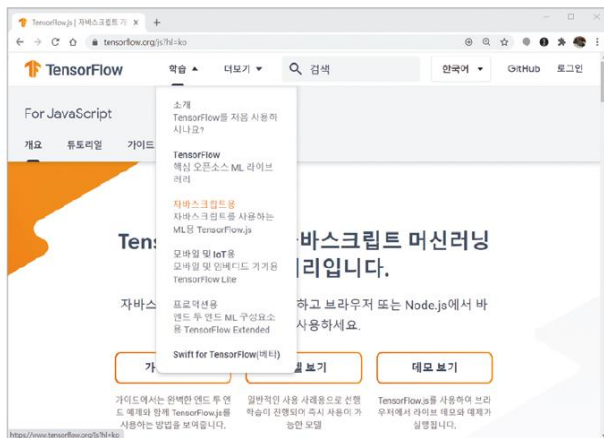 TensorFlow.js | 자바스크립트 개
tensorflow.org/js?hl=ko
TensorFlow 학습 더보기 검색 한국어 GitHub 로그인
For JavaScript
개요 튜토리얼 가이드
소개
TensorFlow를 처음 사용하
시나요?
TensorFlow
핵심 오픈소스 ML 라이브
러리
자바스크립트용
자바스크립트를 사용하는
ML용 TensorFlow.js
모바일 및 IoT용
모바일 및 임베디드 기기용
TensorFlow Lite
프로덕션용
엔드 투 엔드 ML 구성요소
용 TensorFlow Extended
Swift for TensorFlow(베타)
Tens 바스크립트 머신러닝
리입니다.
자바스 하고 브라우저 또는 Node.js에서 바
사용하세요.
가 보기 데모 보기
가이드에서는 완벽한 엔드 투 엔
드 예제와 함께 TensorFlow.js를
사용하는 방법을 보여줍니다.
일반적인 사용 사례용으로 선행
학습이 진행되어 즉시 사용이 가
능한 모델
TensorFlow.js를 사용하여 브라
우저에서 라이브 데모와 예제가
실행됩니다.
https://www.tensorflow.org/js?hl=ko